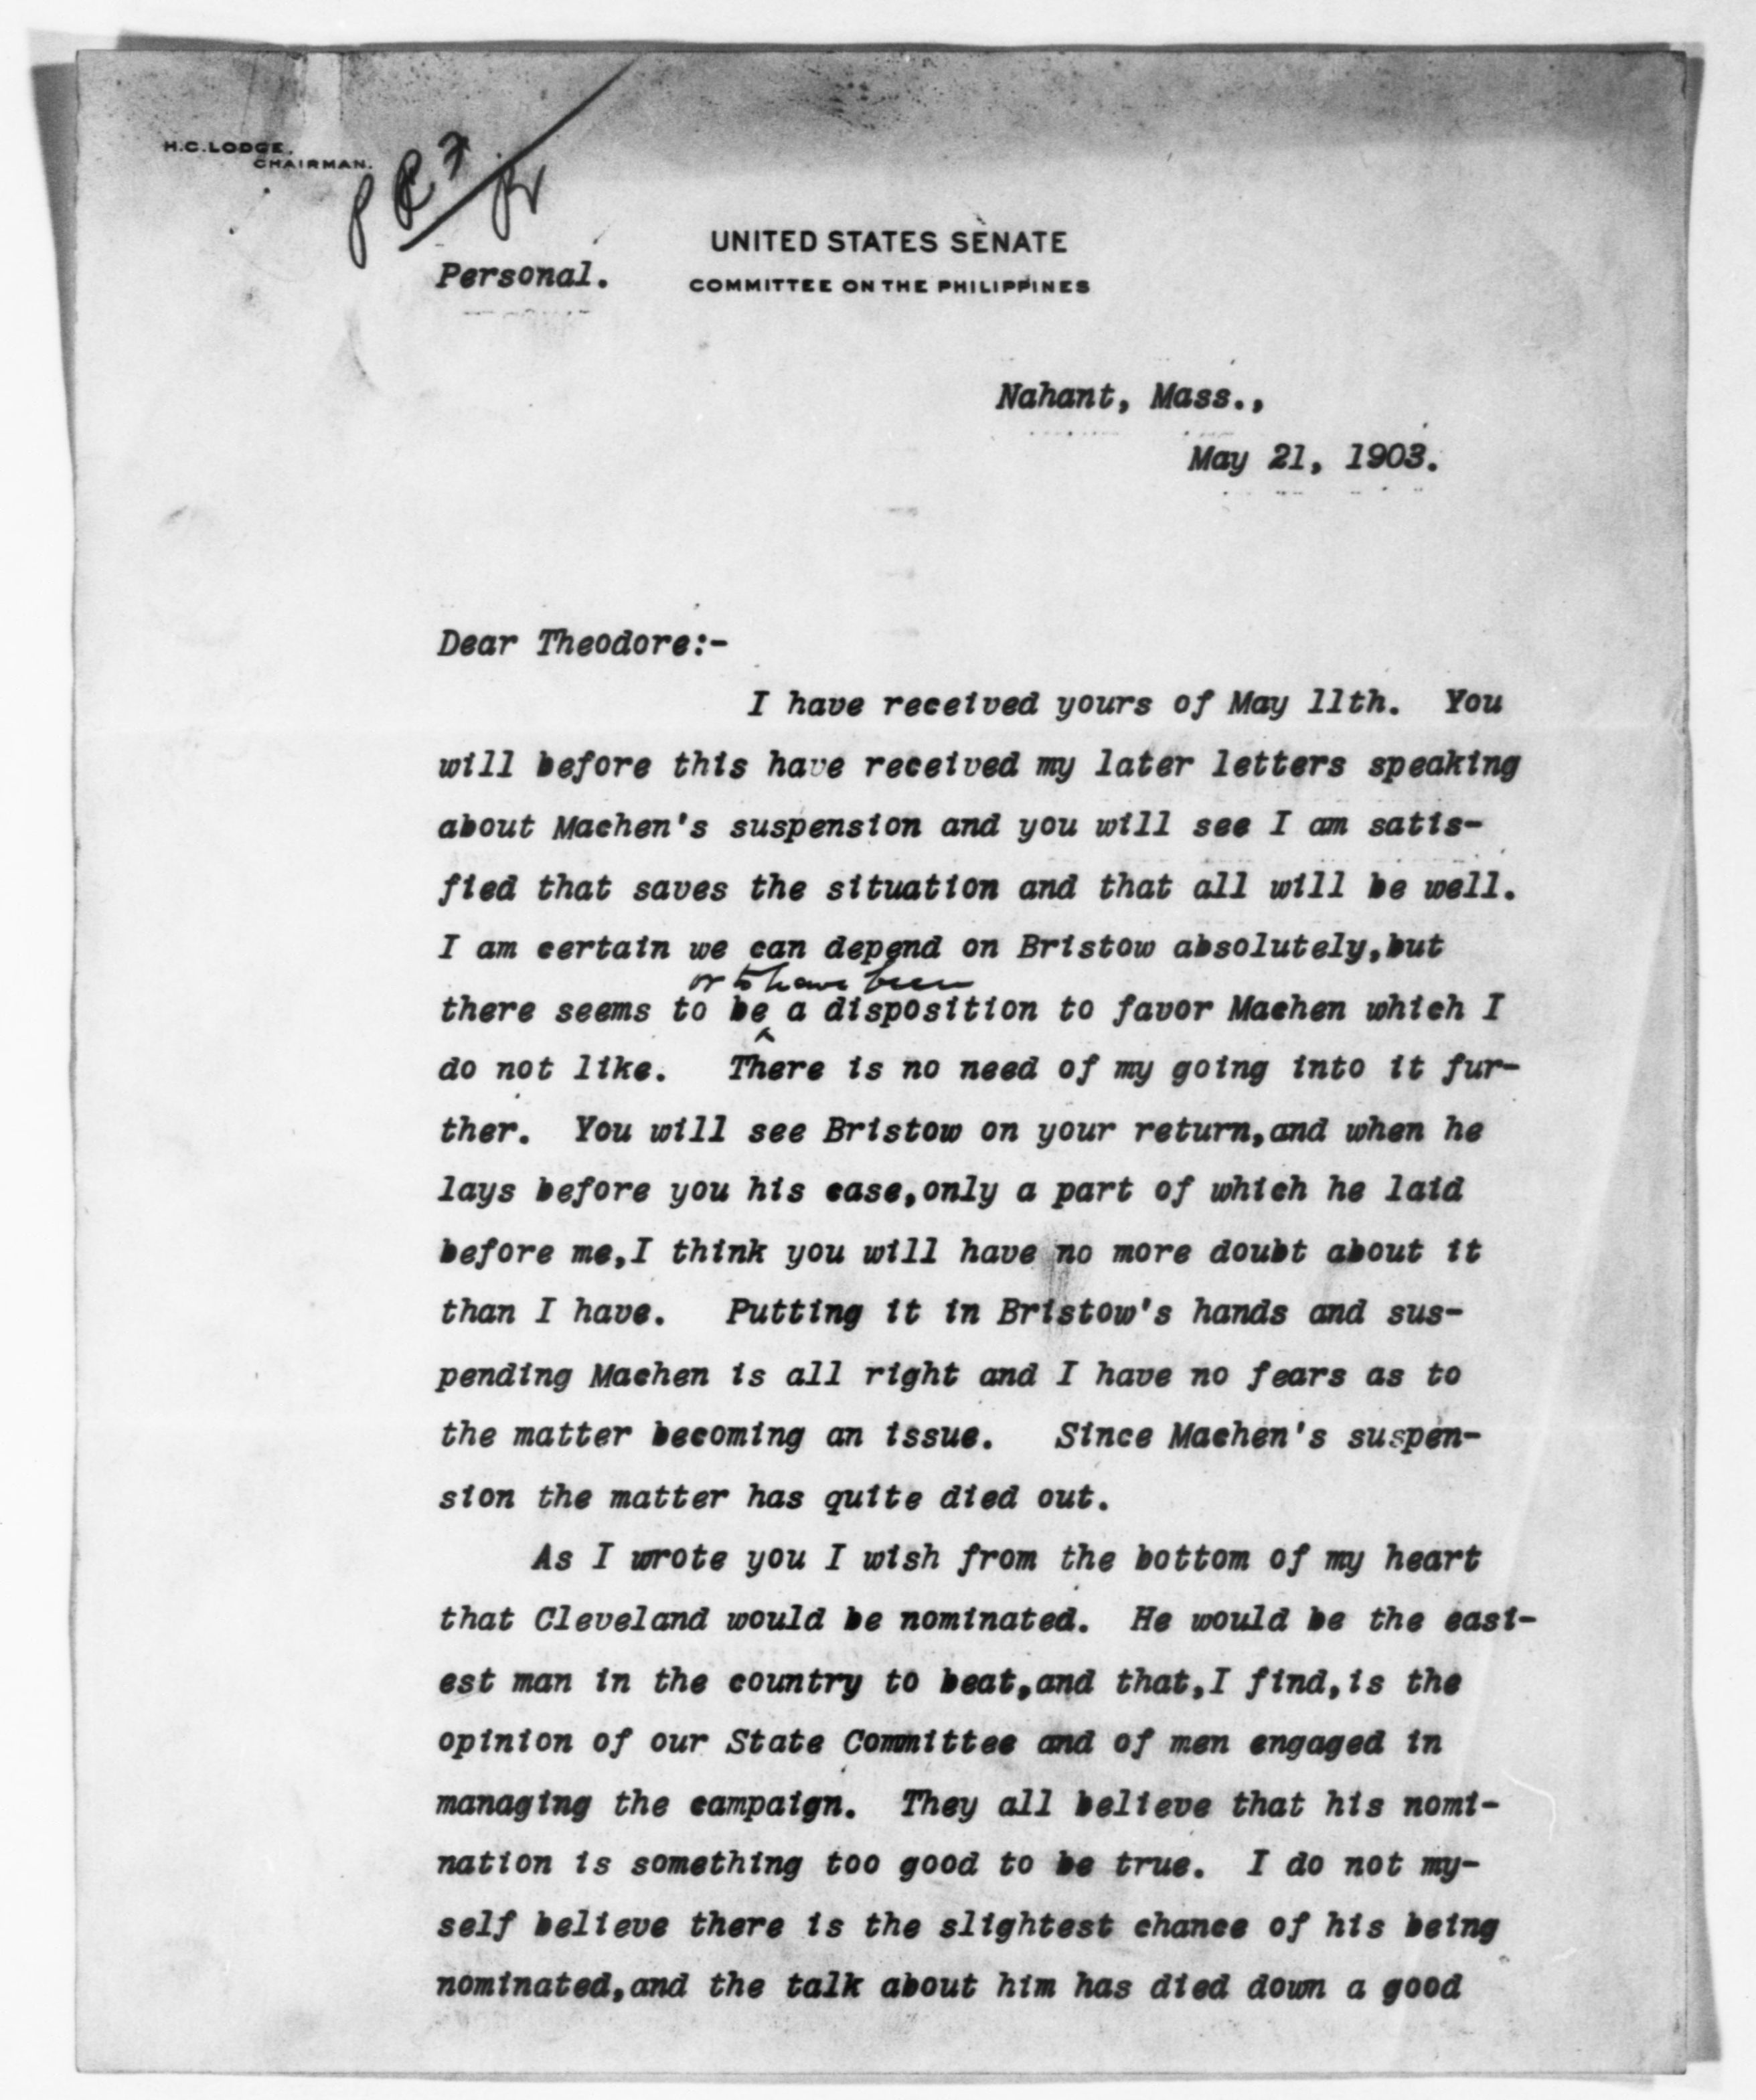 H.C.LODGE,
CHAIRMAN.
UNITED STATES SENATE
Personal.
COMMITTEE ON THE PHILIPPINES
Nahant, Mass.,
May 21, 1903.
Dear Theodore:-
I have received yours of May 11th. You
will before this have received my later letters speaking
about Machen's suspension and you will see I am satis-
fied that saves the situation and that all will be well.
I am certain we can depend on Bristow absolutely,but
or to have been
there seems to be ^ a disposition to favor Machen which I
do not like. There is no need of my going into it fur-
ther. You will see Bristow on your return,and when he
lays before you his case,only a part of which he laid
before me,I think you will have no more doubt about it
than I have. Putting it in Bristow's hands and sus-
pending Machen is all right and I have no fears as to
the matter becoming an issue. Since Machen's suspen-
sion the matter has quite died out.
As I wrote you I wish from the bottom of my heart
that Cleveland would be nominated. He would be the easi-
est man in the country to beat,and that,I find,is the
opinion of our State Committee and of men engaged in
managing the campaign. They all believe that his nomi-
nation is something too good to be true. I do not my-
self believe there is the slightest chance of his being
nominated,and the talk about him has died down a good